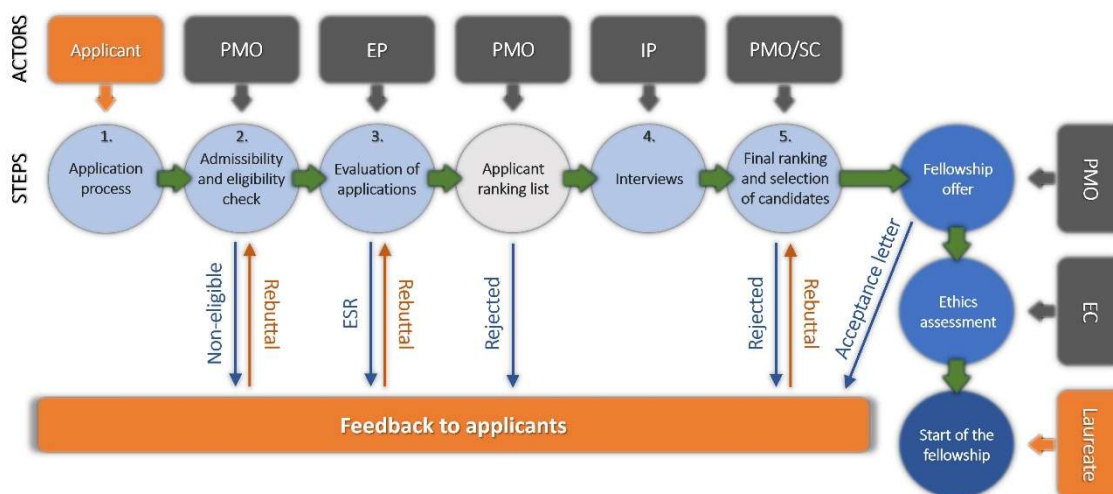 ACTORS
Applicant
PMO
EP
PMO
IP
PMO/SC
STEPS
1.
Application
process
2.
Admissibility
and eligibility
check
3.
Evaluation of
applications
Applicant
ranking list
4.
Interviews
5.
Final ranking
and selection
of candidates
Fellowship
offer
PMO
Non-eligible
Rebuttal
ESR
Rebuttal
Rejected
Rejected
Rebuttal
Acceptance letter
Ethics
assessment
EC
Feedback to applicants
Start of the
fellowship
Laureate